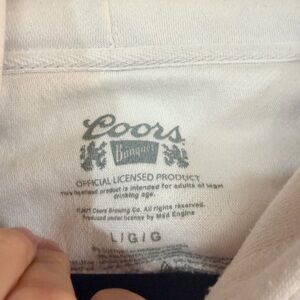 Coors
Banquet
OFFICIAL LICENSED PRODUCT
This licensed product is intended for adults of legal
drinking age.
©2021 Coors Brewing Co. All rights reserved.
Produced under license by Mad Engine
L/G/G